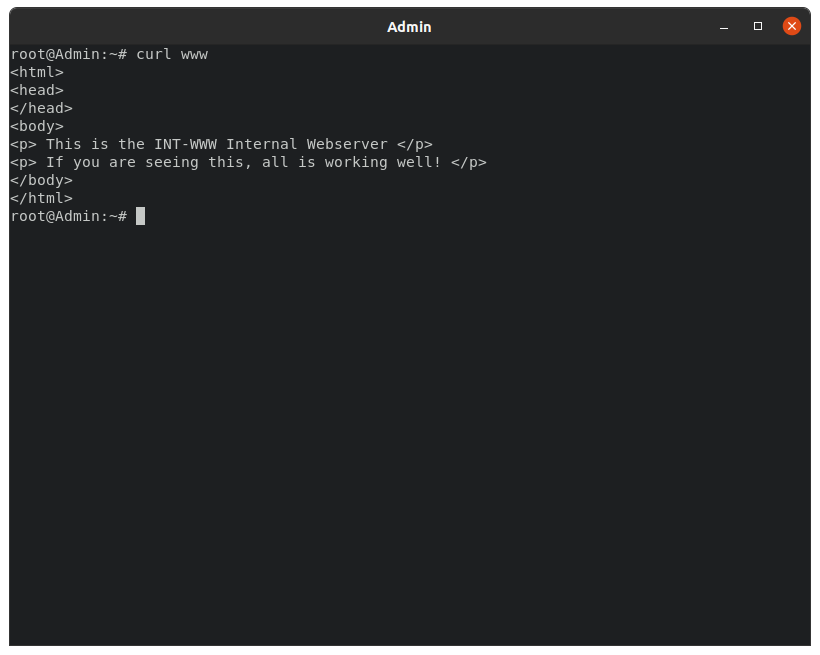 Admin
root@Admin:~# curl www
<html>
<head>
</head>
<body>
<p> This is the INT-WWW Internal Webserver </p>
<p> If you are seeing this, all is working well! </p>
</body>
</html>
root@Admin:~#